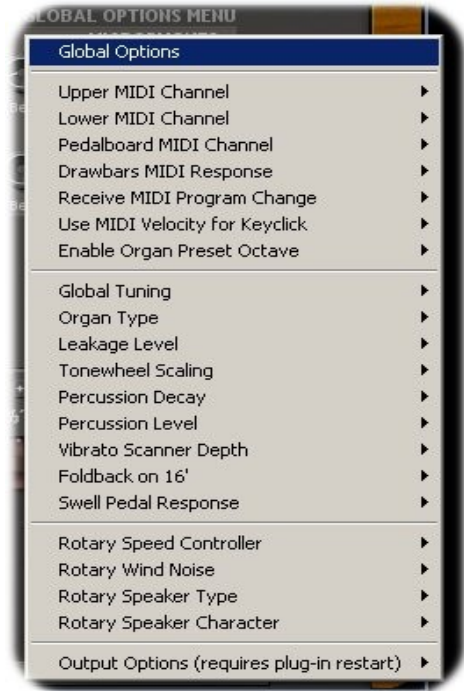 GLOBAL OPTIONS MENU
Global Options
Upper MIDI Channel
Lower MIDI Channel
Pedalboard MIDI Channel
Drawbars MIDI Response
Receive MIDI Program Change
Use MIDI Velocity for Keyclick
Enable Organ Preset Octave
Global Tuning
Organ Type
Leakage Level
Tonewheel Scaling
Percussion Decay
Percussion Level
Vibrato Scanner Depth
Foldback on 16'
Swell Pedal Response
Rotary Speed Controller
Rotary Wind Noise
Rotary Speaker Type
Rotary Speaker Character
Output Options (requires plug-in restart)